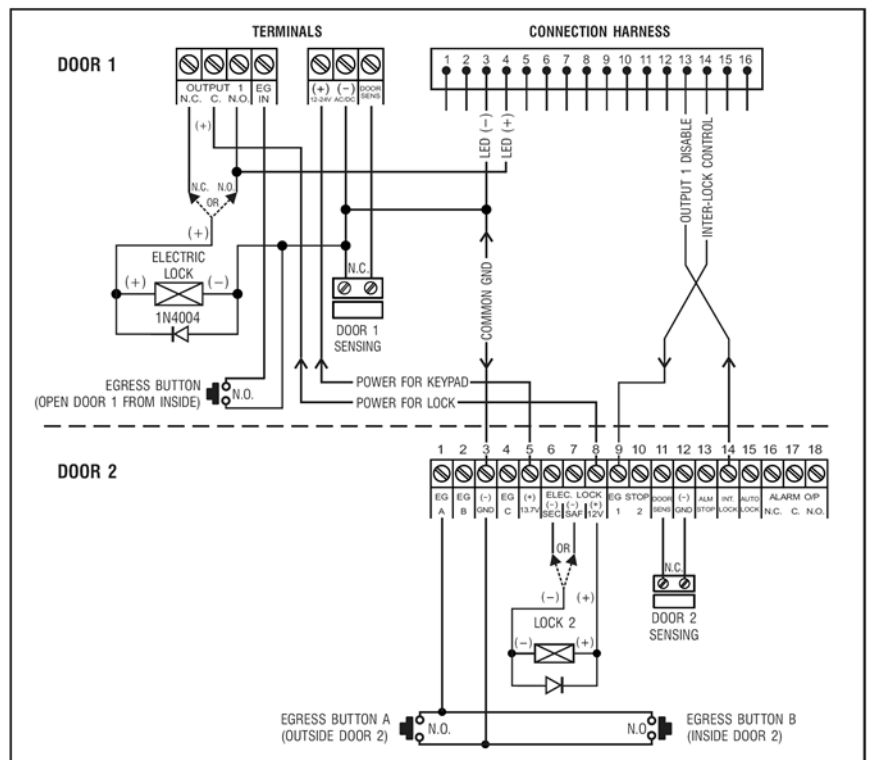 TERMINALS
CONNECTION HARNESS
DOOR 1
1 2 3 4 5 6 7 8 9 10 11 12 13 14 15 16
OUTPUT 1
N.C. C. N.O.
EG IN
(+) (−)
12-24V AC/DC
DOOR SENS
(+)
LED (−)
LED (+)
OUTPUT 1 DISABLE
INTER-LOCK CONTROL
N.C. N.O.
OR
(+)
ELECTRIC
LOCK
(+) (−)
1N4004
N.C.
DOOR 1
SENSING
COMMON GND
EGRESS BUTTON
(OPEN DOOR 1 FROM INSIDE)
N.O.
POWER FOR KEYPAD
POWER FOR LOCK
DOOR 2
1 2 3 4 5 6 7 8 9 10 11 12 13 14 15 16 17 18
EG A
EG B
(−) GND
EG C
(+) 13.7V
ELEC. LOCK
(−) SEC
(−) SAF
(+) 12V
EG STOP
1 2
DOOR SENS
(−) GND
ALM STOP
INT. LOCK
AUTO LOCK
ALARM O/P
N.C. C. N.O.
OR
(−) (+)
LOCK 2
(−) (+)
N.C.
DOOR 2
SENSING
EGRESS BUTTON A
(OUTSIDE DOOR 2)
N.O.
N.O
EGRESS BUTTON B
(INSIDE DOOR 2)